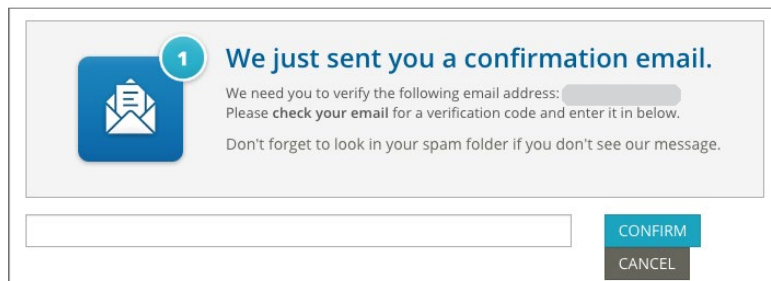 1
We just sent you a confirmation email.
We need you to verify the following email address:
Please check your email for a verification code and enter it in below.
Don't forget to look in your spam folder if you don't see our message.
CONFIRM
CANCEL